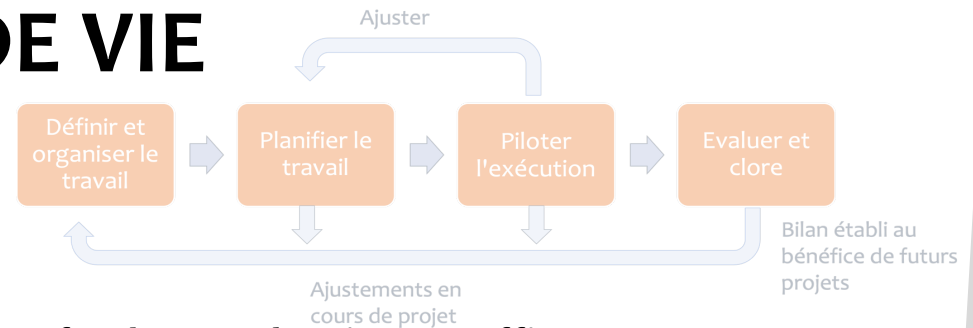 DE VIE
Ajuster
Définir et
organiser le
travail
Planifier le
travail
Piloter
l'exécution
Evaluer et
clore
Bilan établi au
bénéfice de futurs
projets
Ajustements en
cours de projet